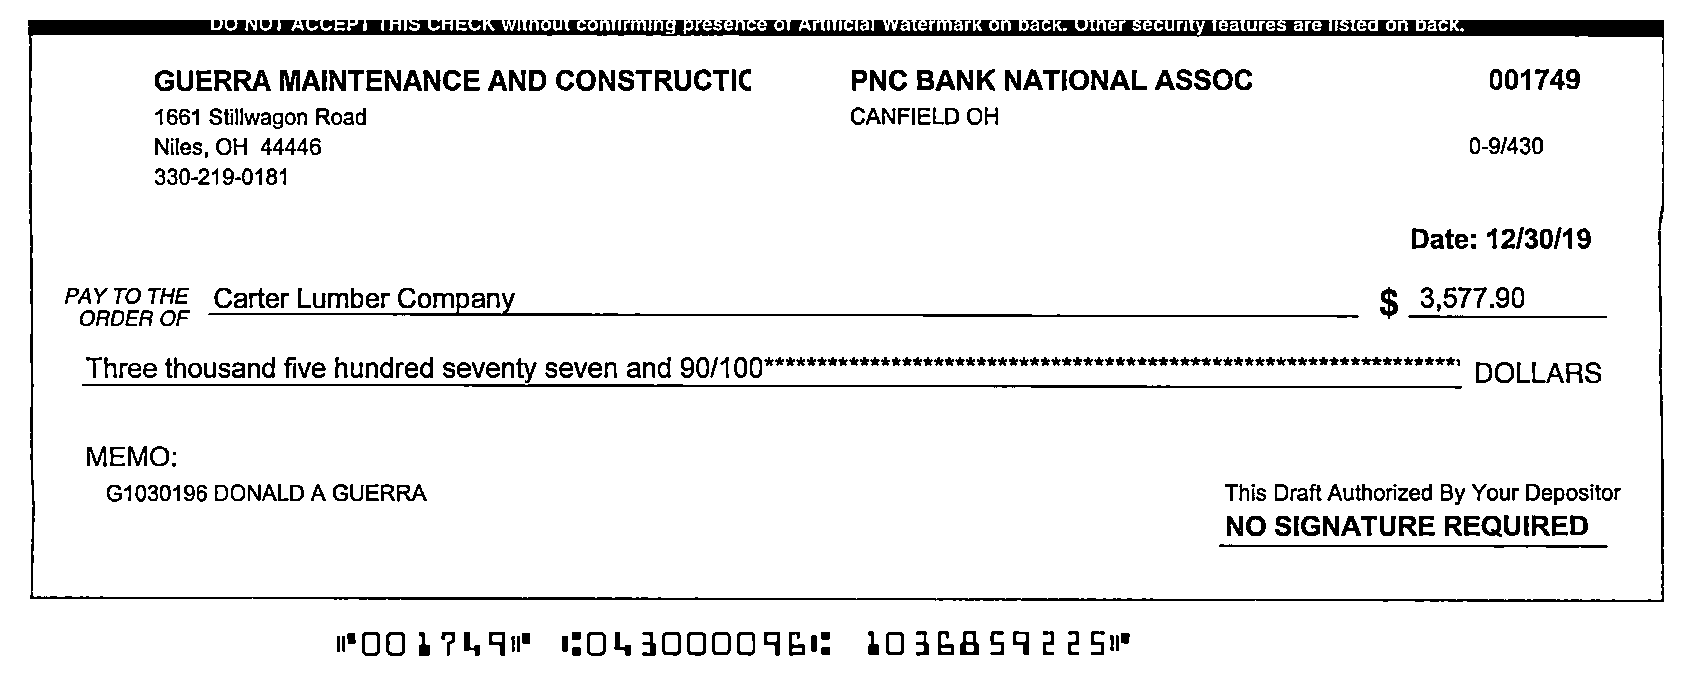 DO NOT ACCEPT THIS CHECK without confirming presence of Artificial Watermark on back. Other security features are listed on back.
GUERRA MAINTENANCE AND CONSTRUCTIC PNC BANK NATIONAL ASSOC 001749
1661 Stillwagon Road CANFIELD OH
Niles, OH 44446 0-9/430
330-219-0181
Date: 12/30/19
PAY TO THE ORDER OF Carter Lumber Company $ 3,577.90
Three thousand five hundred seventy seven and 90/100****************************************************************** DOLLARS
MEMO:
G1030196 DONALD A GUERRA This Draft Authorized By Your Depositor
NO SIGNATURE REQUIRED
⑈001749⑈ ⑆043000096⑆ 1036859225⑈